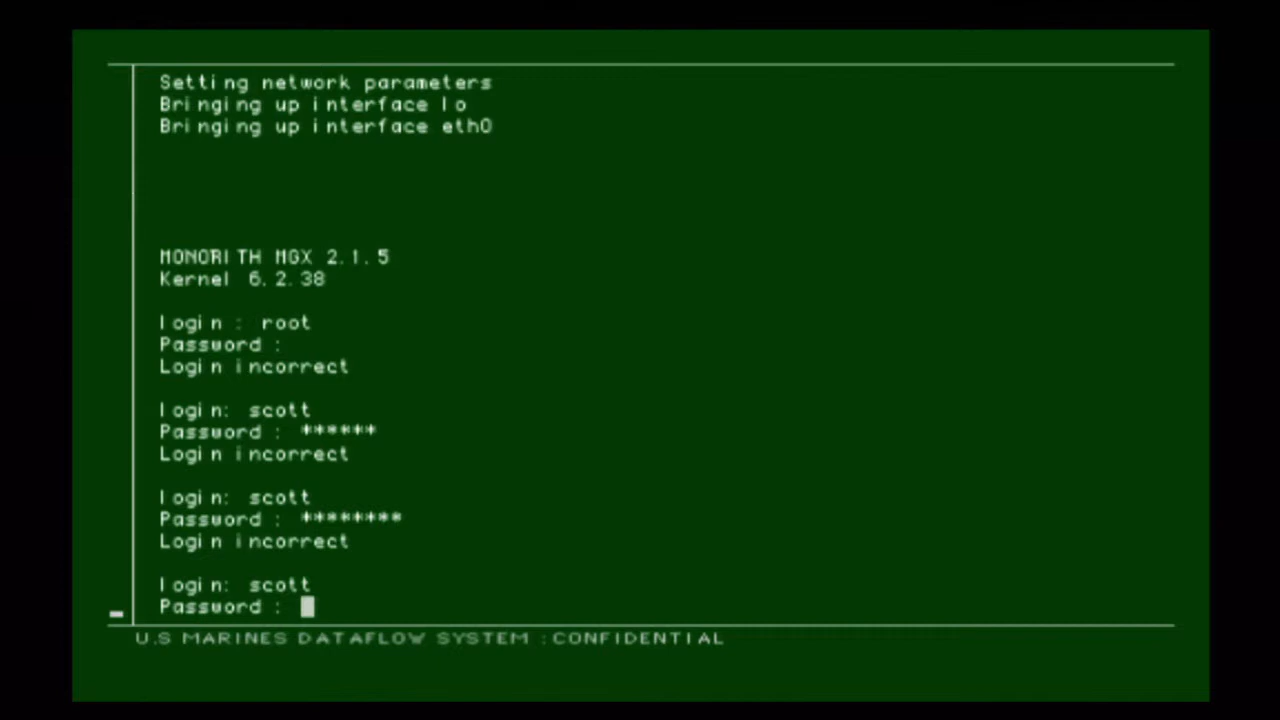 Setting network parameters
Bringing up interface lo
Bringing up interface eth0
MONORITH MGX 2.1.5
Kernel 6.2.38
login : root
Password :
Login incorrect
login: scott
Password : ******
Login incorrect
login: scott
Password : ********
Login incorrect
login: scott
Password :
U.S MARINES DATAFLOW SYSTEM :CONFIDENTIAL